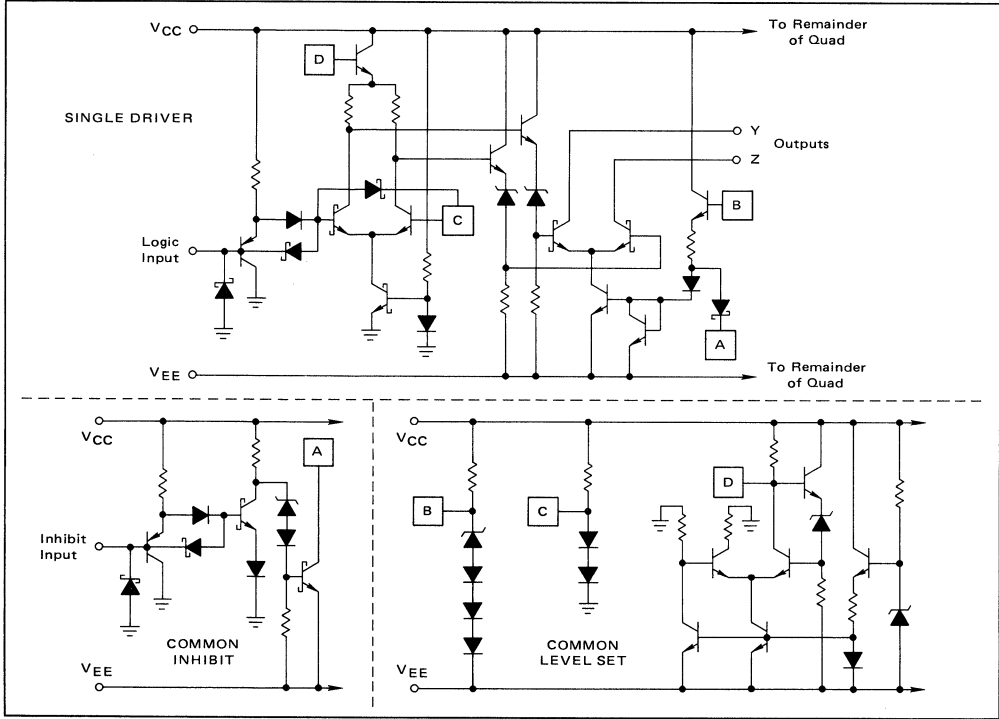 VCC
To Remainder
of Quad
D
SINGLE DRIVER
Y
Outputs
Z
B
C
Logic
Input
A
VEE
To Remainder
of Quad
VCC
A
Inhibit
Input
COMMON
INHIBIT
VEE
VCC
D
B
C
COMMON
LEVEL SET
VEE